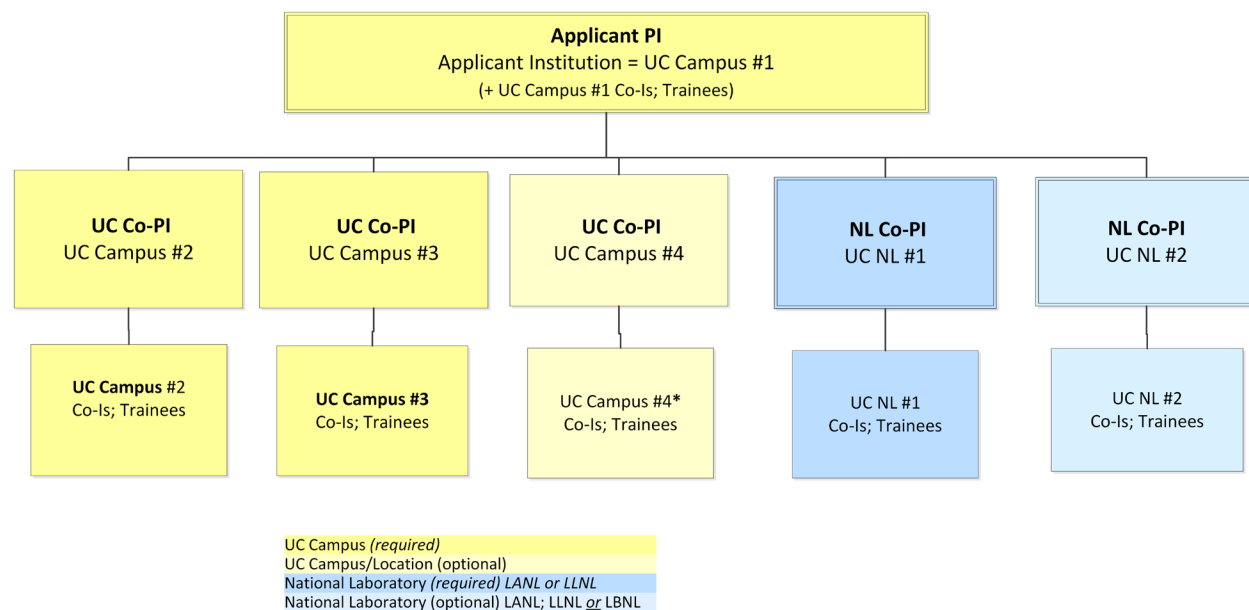 Applicant PI
Applicant Institution = UC Campus #1
(+ UC Campus #1 Co-Is; Trainees)
UC Co-PI
UC Campus #2
UC Co-PI
UC Campus #3
UC Co-PI
UC Campus #4
NL Co-PI
UC NL #1
NL Co-PI
UC NL #2
UC Campus #2
Co-Is; Trainees
UC Campus #3
Co-Is; Trainees
UC Campus #4*
Co-Is; Trainees
UC NL #1
Co-Is; Trainees
UC NL #2
Co-Is; Trainees
UC Campus (required)
UC Campus/Location (optional)
National Laboratory (required) LANL or LLNL
National Laboratory (optional) LANL; LLNL or LBNL